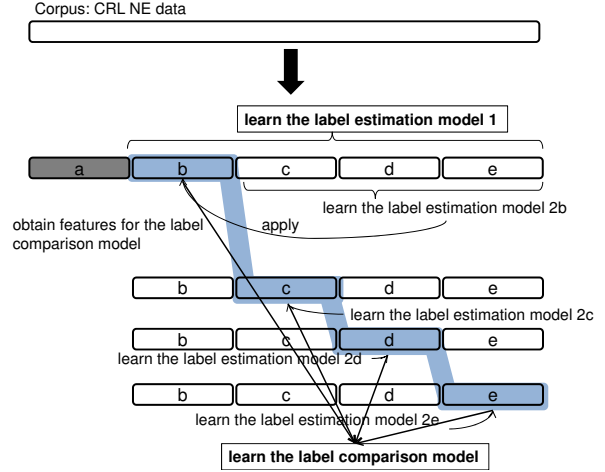 Corpus: CRL NE data
learn the label estimation model 1
a b c d e
learn the label estimation model 2b
obtain features for the label
comparison model
apply
b c d e
learn the label estimation model 2c
b c d e
learn the label estimation model 2d
b c d e
learn the label estimation model 2e
learn the label comparison model